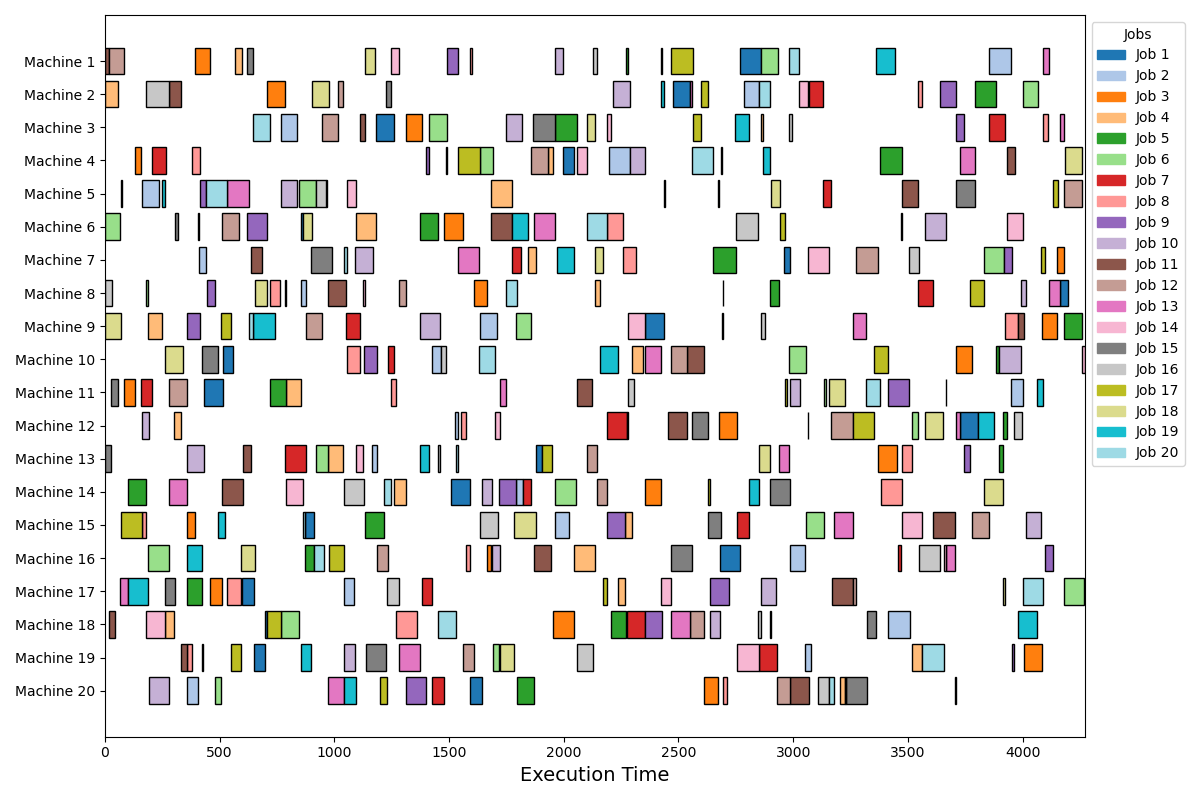 Machine 1
Machine 2
Machine 3
Machine 4
Machine 5
Machine 6
Machine 7
Machine 8
Machine 9
Machine 10
Machine 11
Machine 12
Machine 13
Machine 14
Machine 15
Machine 16
Machine 17
Machine 18
Machine 19
Machine 20
0 500 1000 1500 2000 2500 3000 3500 4000
Execution Time
Jobs
Job 1
Job 2
Job 3
Job 4
Job 5
Job 6
Job 7
Job 8
Job 9
Job 10
Job 11
Job 12
Job 13
Job 14
Job 15
Job 16
Job 17
Job 18
Job 19
Job 20